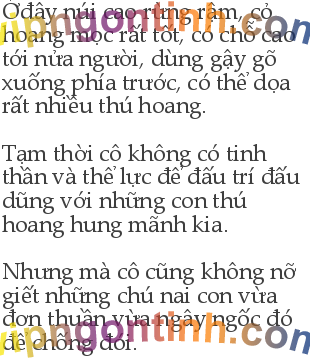 Ở đây núi cao rừng rậm, cỏ
hoang mọc rất tốt, có chỗ cao
tới nửa người, dùng gậy gõ
xuống phía trước, có thể dọa
rất nhiều thú hoang.
Tạm thời cô không có tinh
thần và thể lực để đấu trí đấu
dũng với những con thú
hoang hung mãnh kia.
Nhưng mà cô cũng không nỡ
giết những chú nai con vừa
đơn thuần vừa ngây ngốc đó
để chống đói.
vipngontinh.com
vipngontinh.com